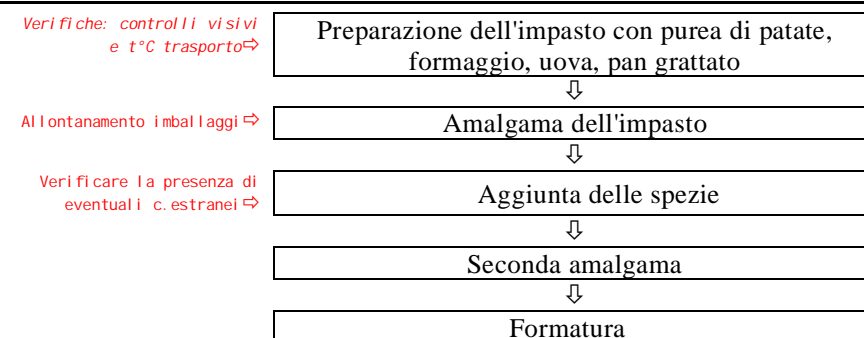 Verifiche: controlli visivi
e t°C trasporto⇨
Preparazione dell'impasto con purea di patate,
formaggio, uova, pan grattato
⇩
Allontanamento imballaggi⇨
Amalgama dell'impasto
⇩
Verificare la presenza di
eventuali c.estranei⇨
Aggiunta delle spezie
⇩
Seconda amalgama
⇩
Formatura